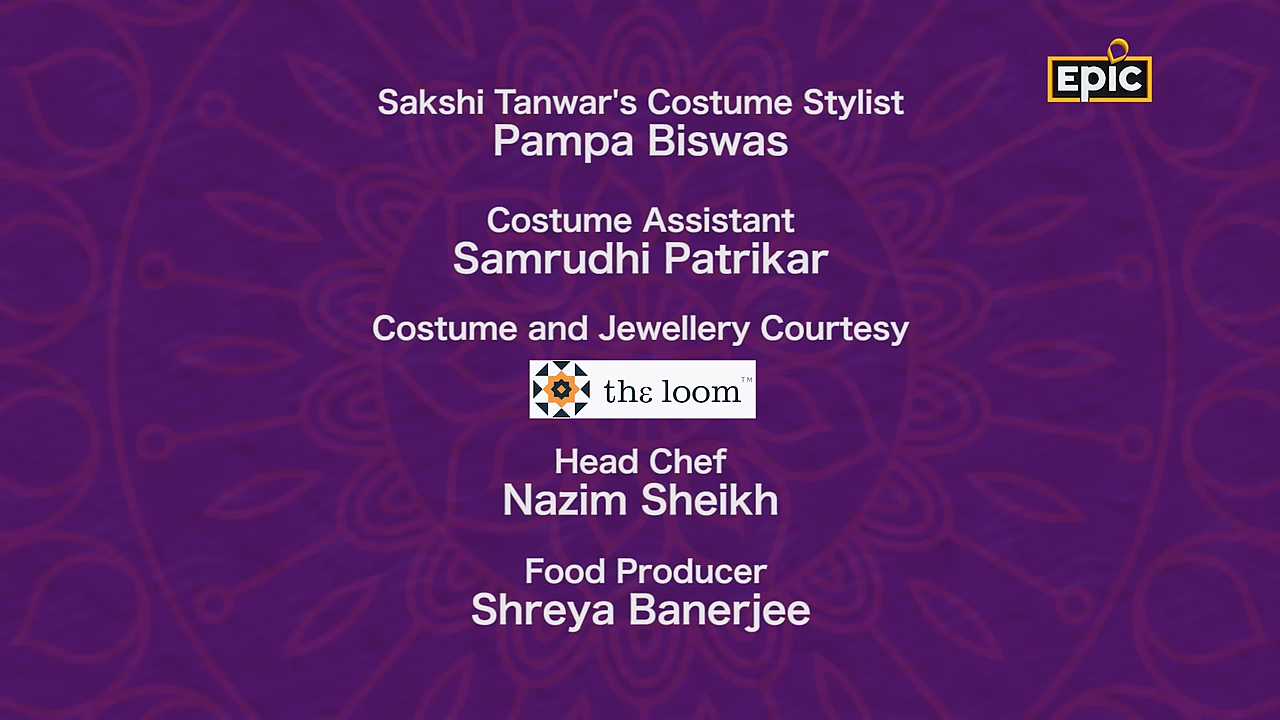 EPIC
Sakshi Tanwar's Costume Stylist
Pampa Biswas
Costume Assistant
Samrudhi Patrikar
Costume and Jewellery Courtesy
thε loom™
Head Chef
Nazim Sheikh
Food Producer
Shreya Banerjee